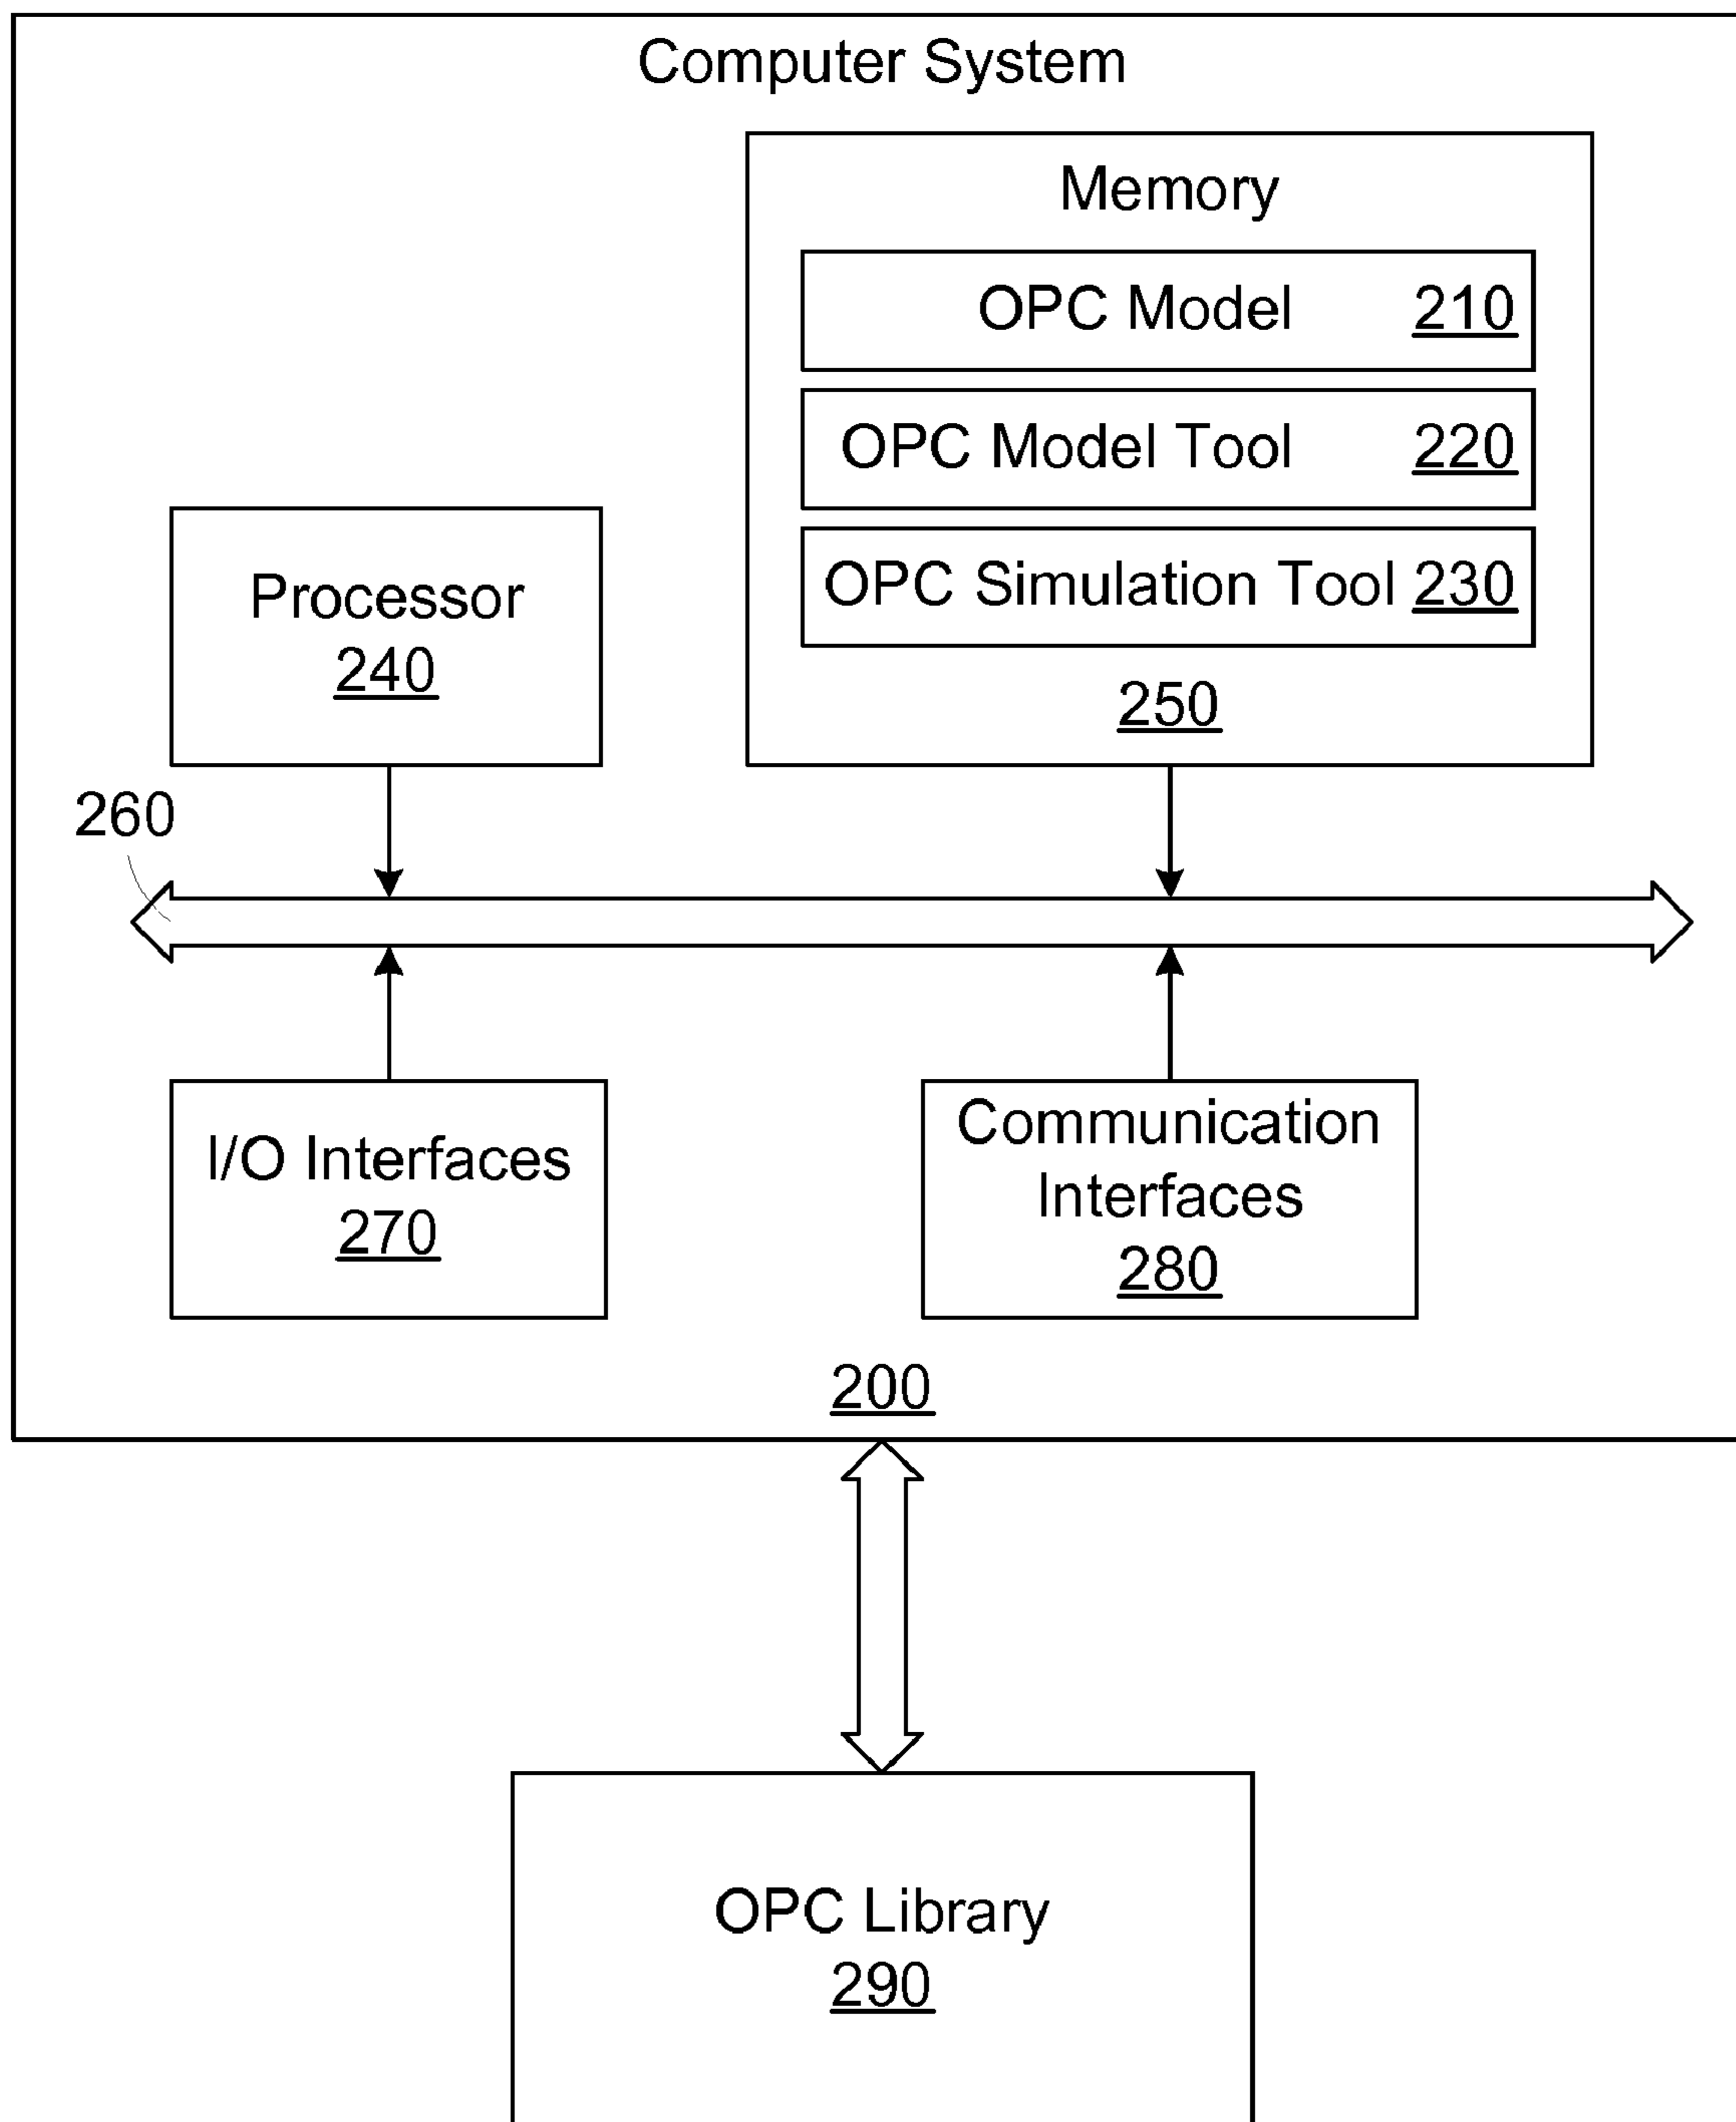 Computer System
Memory
OPC Model 210
OPC Model Tool 220
OPC Simulation Tool 230
250
Processor
240
260
I/O Interfaces
270
Communication
Interfaces
280
200
OPC Library
290